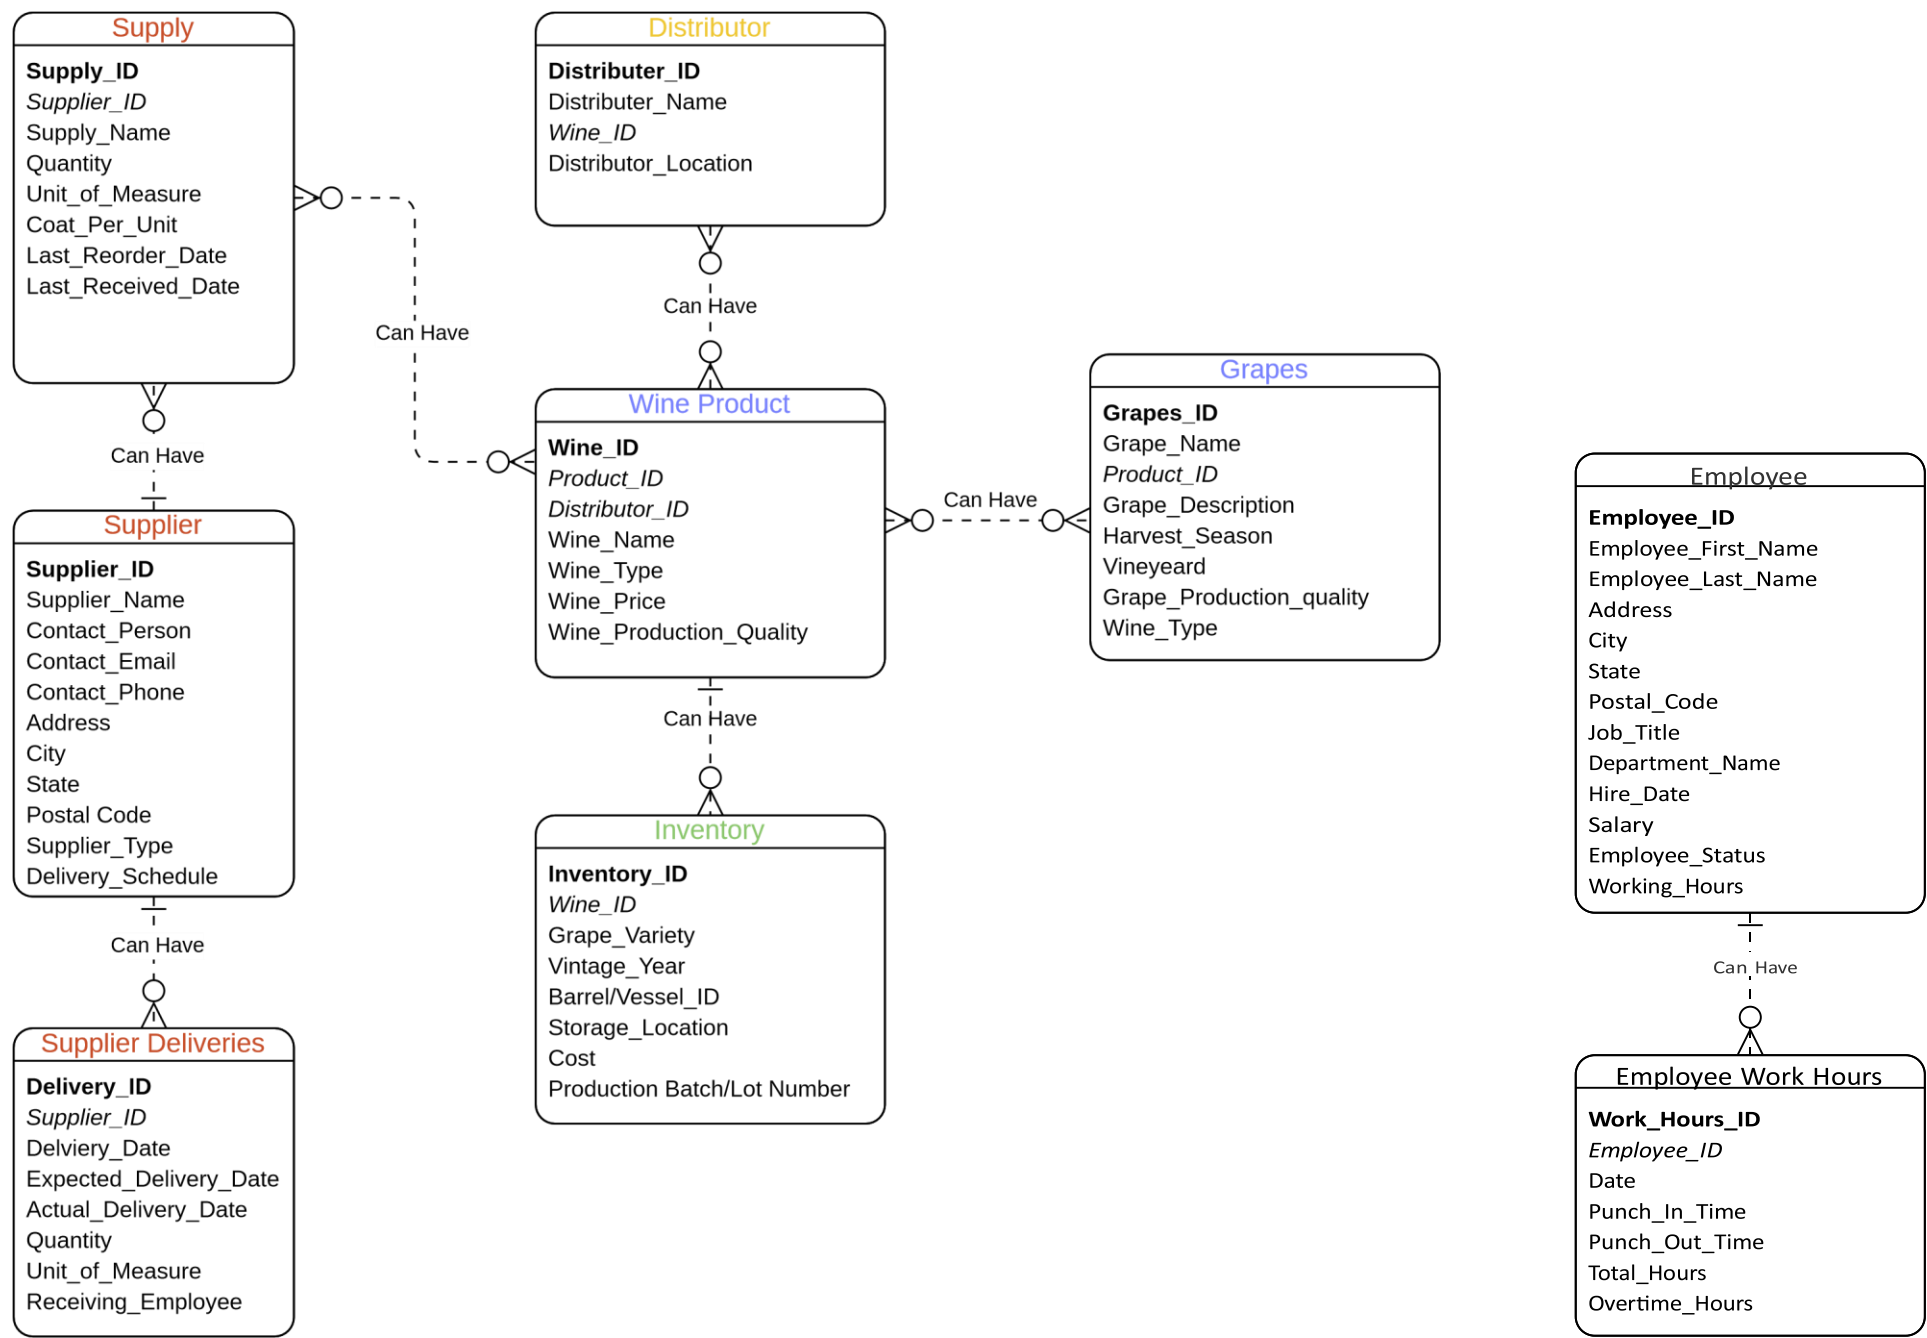 Supply
Supply_ID
Supplier_ID
Supply_Name
Quantity
Unit_of_Measure
Coat_Per_Unit
Last_Reorder_Date
Last_Received_Date
Can Have
Supplier
Supplier_ID
Supplier_Name
Contact_Person
Contact_Email
Contact_Phone
Address
City
State
Postal Code
Supplier_Type
Delivery_Schedule
Can Have
Supplier Deliveries
Delivery_ID
Supplier_ID
Delviery_Date
Expected_Delivery_Date
Actual_Delivery_Date
Quantity
Unit_of_Measure
Receiving_Employee
Can Have
Distributor
Distributer_ID
Distributer_Name
Wine_ID
Distributor_Location
Can Have
Wine Product
Wine_ID
Product_ID
Distributor_ID
Wine_Name
Wine_Type
Wine_Price
Wine_Production_Quality
Can Have
Inventory
Inventory_ID
Wine_ID
Grape_Variety
Vintage_Year
Barrel/Vessel_ID
Storage_Location
Cost
Production Batch/Lot Number
Can Have
Grapes
Grapes_ID
Grape_Name
Product_ID
Grape_Description
Harvest_Season
Vineyeard
Grape_Production_quality
Wine_Type
Employee
Employee_ID
Employee_First_Name
Employee_Last_Name
Address
City
State
Postal_Code
Job_Title
Department_Name
Hire_Date
Salary
Employee_Status
Working_Hours
Can Have
Employee Work Hours
Work_Hours_ID
Employee_ID
Date
Punch_In_Time
Punch_Out_Time
Total_Hours
Overtime_Hours